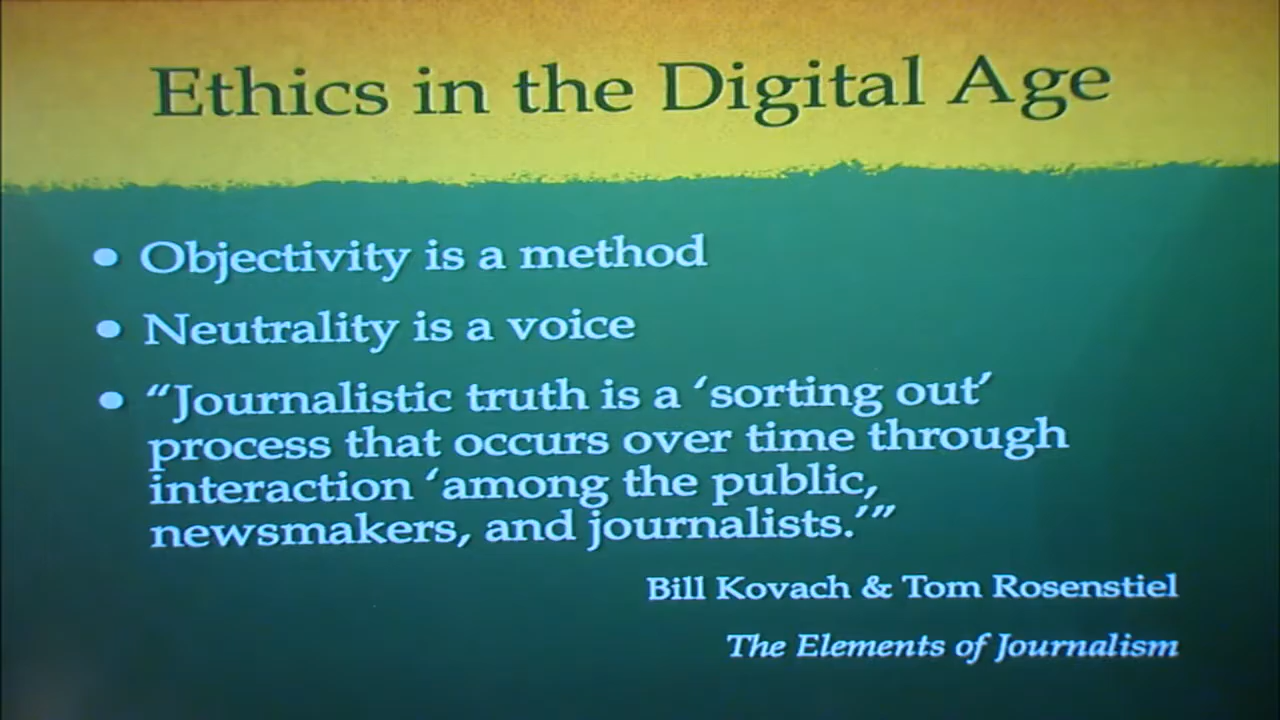 Ethics in the Digital Age
• Objectivity is a method
• Neutrality is a voice
• “Journalistic truth is a ‘sorting out’
process that occurs over time through
interaction ‘among the public,
newsmakers, and journalists.’”
Bill Kovach & Tom Rosenstiel
The Elements of Journalism